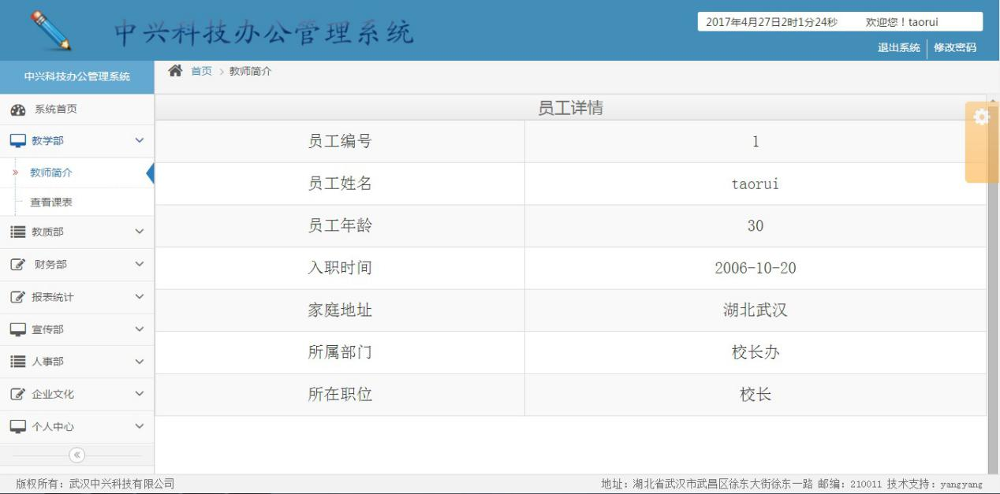 中兴科技办公管理系统
2017年4月27日2时1分24秒 欢迎您！taorui
退出系统 修改密码
中兴科技办公管理系统
首页 > 教师简介
系统首页
教学部
» 教师简介
查看课表
教质部
财务部
报表统计
宣传部
人事部
企业文化
个人中心
«
员工详情
员工编号 1
员工姓名 taorui
员工年龄 30
入职时间 2006-10-20
家庭地址 湖北武汉
所属部门 校长办
所在职位 校长
版权所有：武汉中兴科技有限公司
地址：湖北省武汉市武昌区徐东大街徐东一路 邮编：210011 技术支持：yangyang